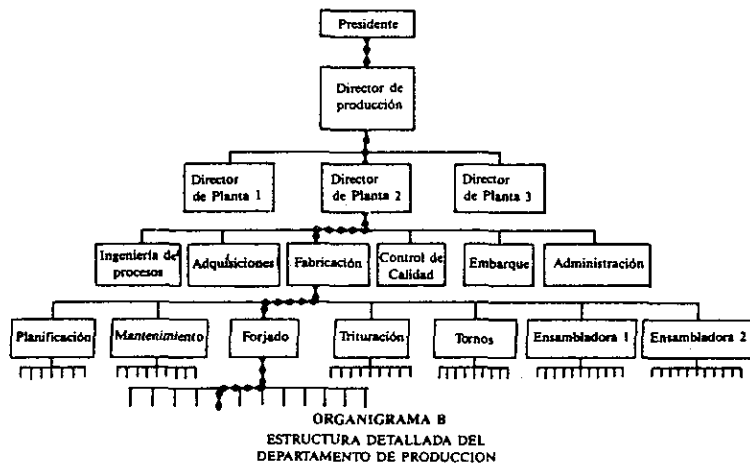 Presidente
Director de
producción
Director
de Planta 1
Director
de Planta 2
Director
de Planta 3
Ingeniería de
procesos
Adquisiciones
Fabricación
Control de
Calidad
Embarque
Administración
Planificación
Mantenimiento
Forjado
Trituración
Tornos
Ensambladora 1
Ensambladora 2
ORGANIGRAMA B
ESTRUCTURA DETALLADA DEL
DEPARTAMENTO DE PRODUCCION